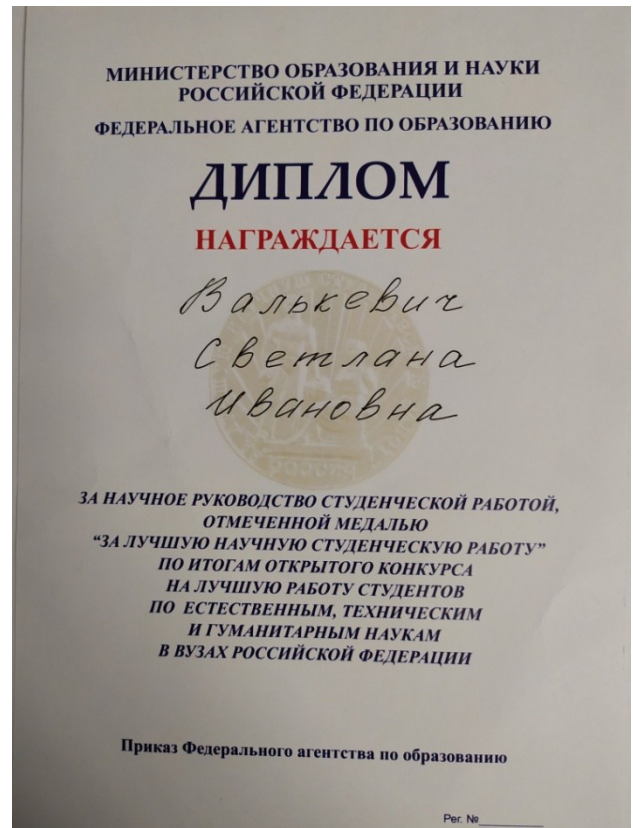 МИНИСТЕРСТВО ОБРАЗОВАНИЯ И НАУКИ
РОССИЙСКОЙ ФЕДЕРАЦИИ
ФЕДЕРАЛЬНОЕ АГЕНТСТВО ПО ОБРАЗОВАНИЮ
ДИПЛОМ
НАГРАЖДАЕТСЯ
Валькевич
Светлана
Ивановна
ЗА НАУЧНОЕ РУКОВОДСТВО СТУДЕНЧЕСКОЙ РАБОТОЙ,
ОТМЕЧЕННОЙ МЕДАЛЬЮ
“ЗА ЛУЧШУЮ НАУЧНУЮ СТУДЕНЧЕСКУЮ РАБОТУ”
ПО ИТОГАМ ОТКРЫТОГО КОНКУРСА
НА ЛУЧШУЮ РАБОТУ СТУДЕНТОВ
ПО ЕСТЕСТВЕННЫМ, ТЕХНИЧЕСКИМ
И ГУМАНИТАРНЫМ НАУКАМ
В ВУЗАХ РОССИЙСКОЙ ФЕДЕРАЦИИ
Приказ Федерального агентства по образованию
Рег. №